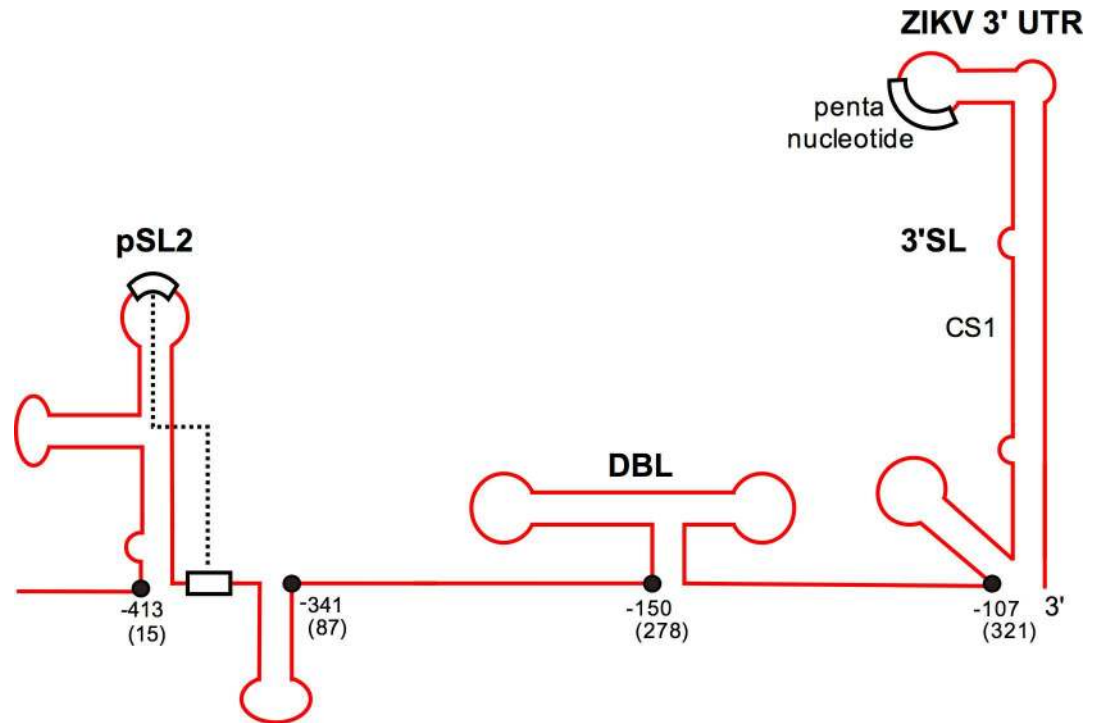 ZIKV 3' UTR
penta
nucleotide
pSL2
3'SL
CS1
DBL
-413
(15)
-341
(87)
-150
(278)
-107
(321)
3'